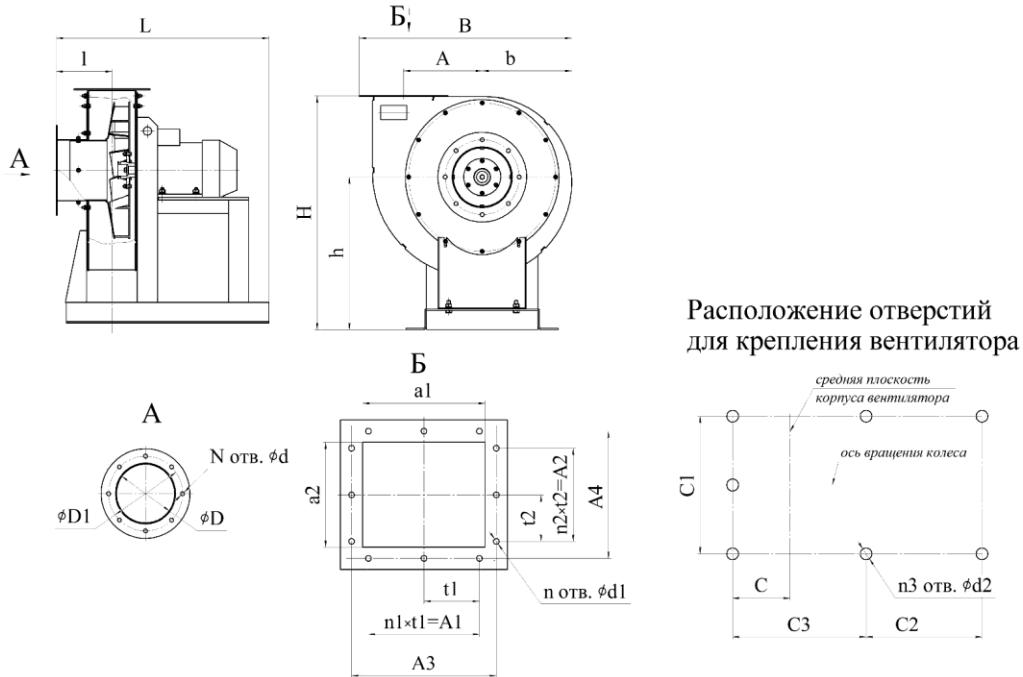 Б
L
B
l
A
b
А
H
h
Расположение отверстий
для крепления вентилятора
Б
a1
средняя плоскость
корпуса вентилятора
А
N отв. ϕd
ось вращения колеса
a2
t2
n2×t2=A2
A4
C1
ϕD1
ϕD
t1
n отв. ϕd1
C
n3 отв. ϕd2
n1×t1=A1
C3
C2
A3